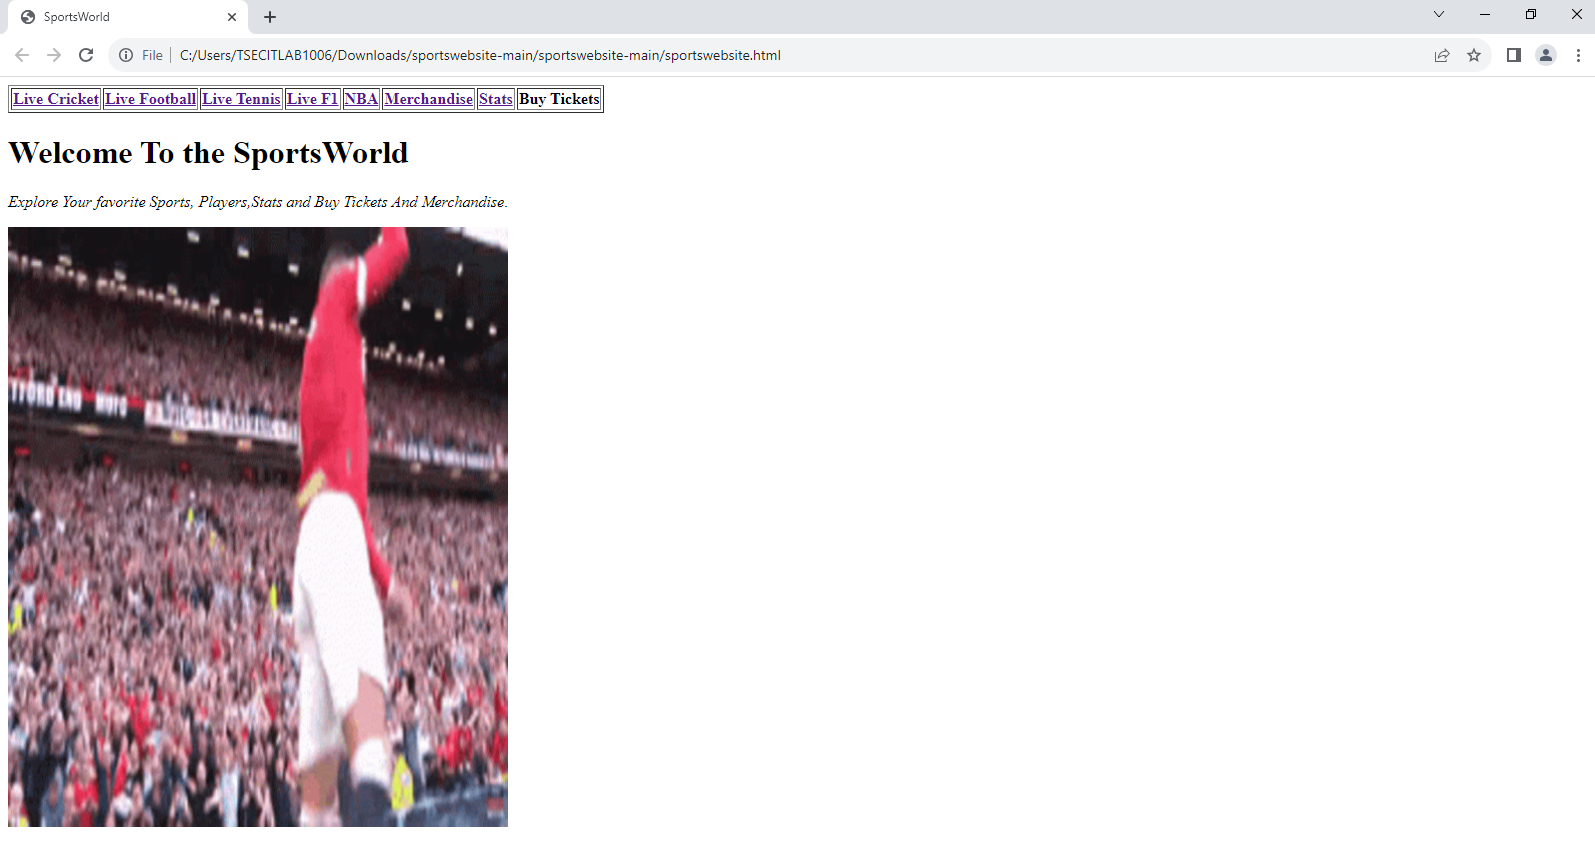 SportsWorld
File C:/Users/TSECITLAB1006/Downloads/sportswebsite-main/sportswebsite-main/sportswebsite.html
Live Cricket Live Football Live Tennis Live F1 NBA Merchandise Stats Buy Tickets
Welcome To the SportsWorld
Explore Your favorite Sports, Players,Stats and Buy Tickets And Merchandise.